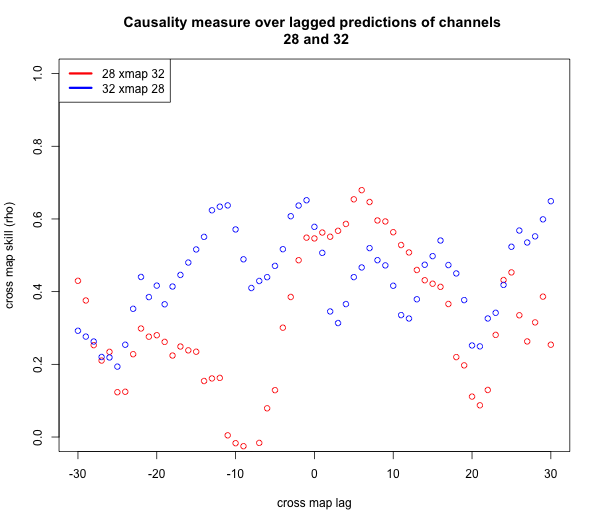 Causality measure over lagged predictions of channels
28 and 32
28 xmap 32
32 xmap 28
cross map skill (rho)
1.0
0.8
0.6
0.4
0.2
0.0
-30 -20 -10 0 10 20 30
cross map lag